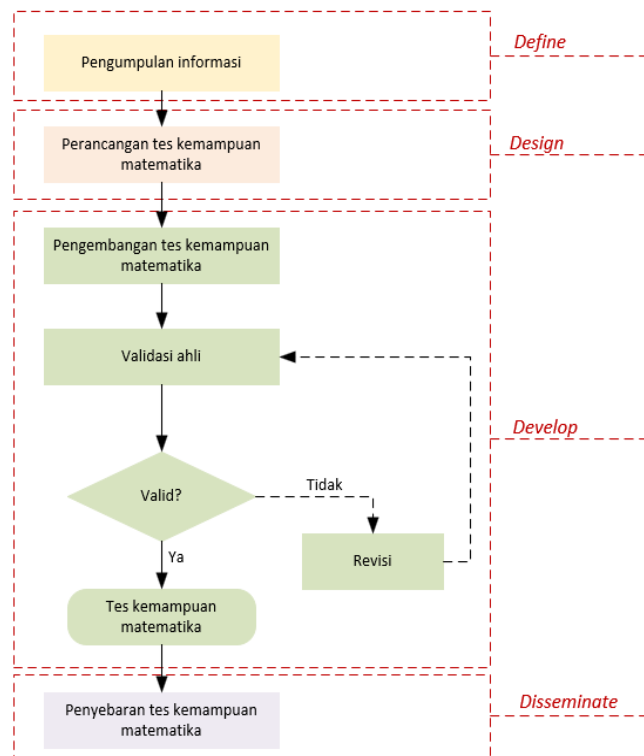 Define
Pengumpulan informasi
Design
Perancangan tes kemampuan
matematika
Pengembangan tes kemampuan
matematika
Validasi ahli
Develop
Valid?
Tidak
Revisi
Ya
Tes kemampuan
matematika
Disseminate
Penyebaran tes kemampuan
matematika